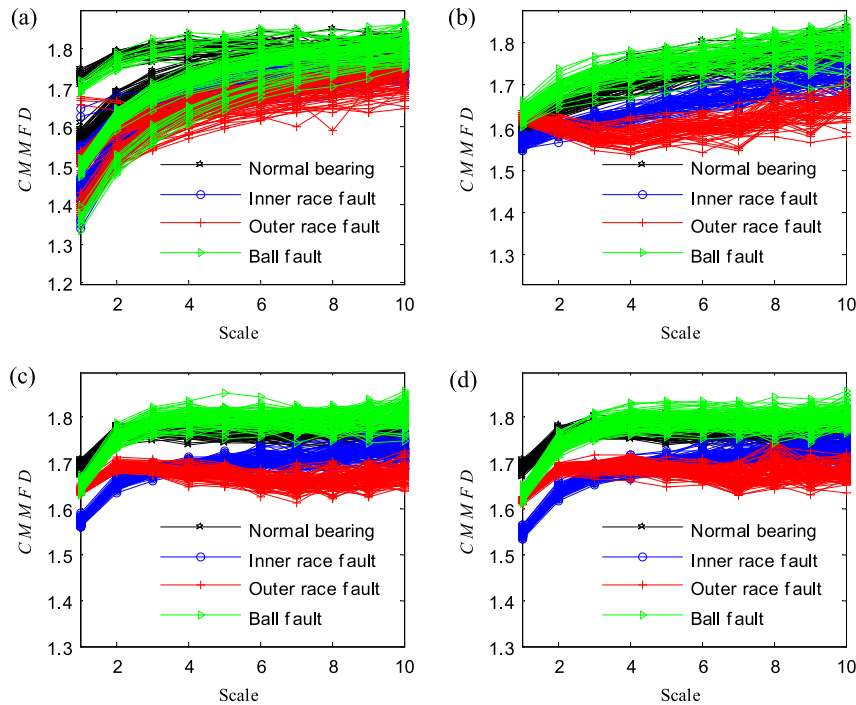 (a)
CMMFD
1.8
1.7
1.6
1.5
1.4
1.3
1.2
2 4 6 8 10
Scale
Normal bearing
Inner race fault
Outer race fault
Ball fault
(b)
CMMFD
1.8
1.7
1.6
1.5
1.4
1.3
2 4 6 8 10
Scale
Normal bearing
Inner race fault
Outer race fault
Ball fault
(c)
CMMFD
1.8
1.7
1.6
1.5
1.4
1.3
2 4 6 8 10
Scale
Normal bearing
Inner race fault
Outer race fault
Ball fault
(d)
CMMFD
1.8
1.7
1.6
1.5
1.4
1.3
2 4 6 8 10
Scale
Normal bearing
Inner race fault
Outer race fault
Ball fault